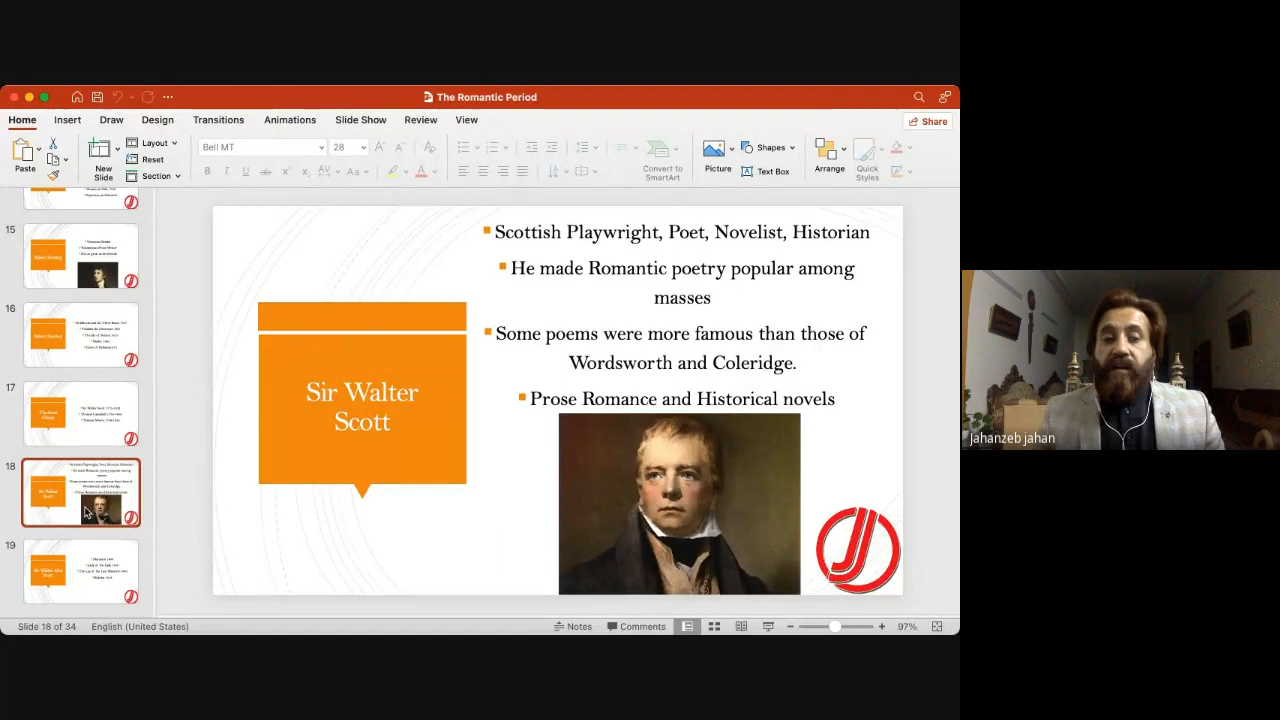 The Romantic Period
Home Insert Draw Design Transitions Animations Slide Show Review View
Share
Paste
New
Slide
Layout
Reset
Section
Bell MT 28
Convert to
SmartArt
Picture
Shapes
Text Box
Arrange
Quick
Styles
15
16
17
18
Sir Walter
Scott
19
Scottish Playwright, Poet, Novelist, Historian
He made Romantic poetry popular among
masses
Some poems were more famous than those of
Wordsworth and Coleridge.
Prose Romance and Historical novels
Sir Walter
Scott
Slide 18 of 34 English (United States)
Notes Comments 97%
Jahanzeb jahan